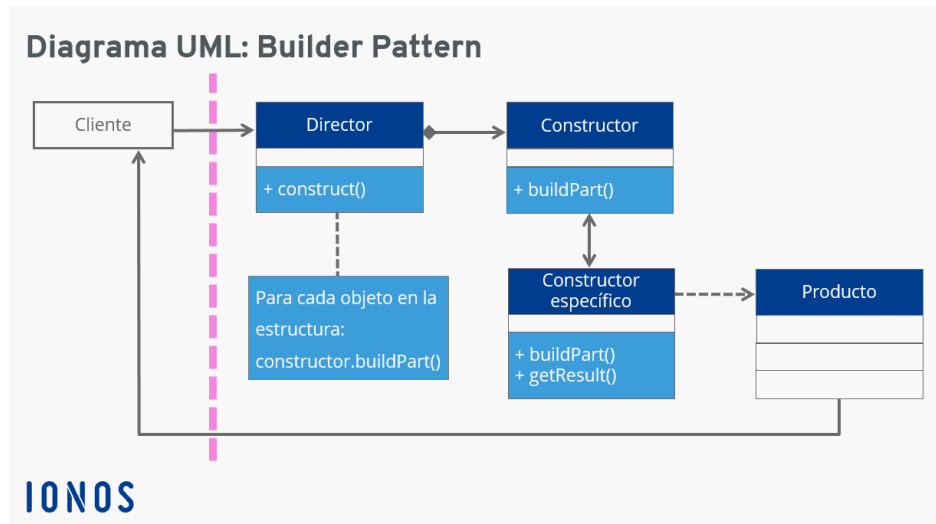 Diagrama UML: Builder Pattern
Cliente
Director
+ construct()
Constructor
+ buildPart()
Para cada objeto en la
estructura:
constructor.buildPart()
Constructor
específico
+ buildPart()
+ getResult()
Producto
IONOS